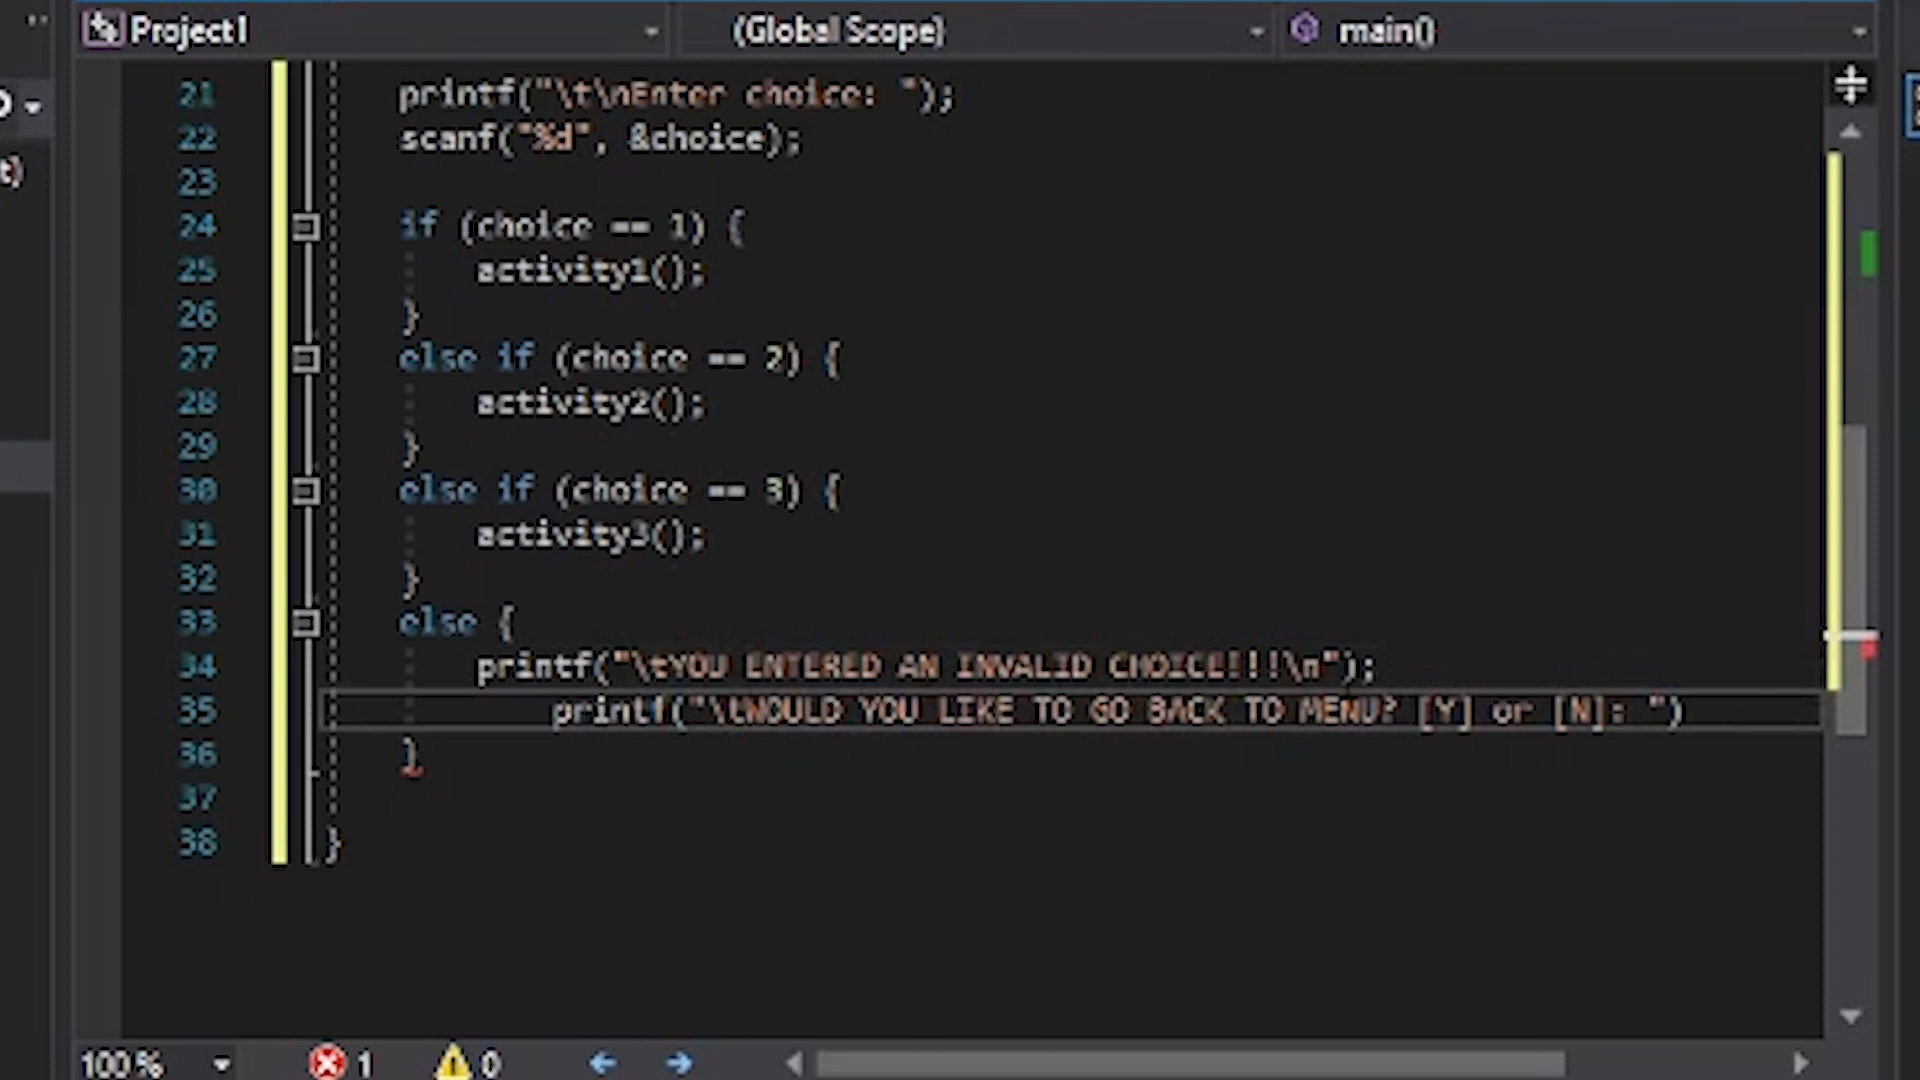 Project1 (Global Scope) main()
21 printf("\t\nEnter choice: ");
22 scanf("%d", &choice);
23
24 if (choice == 1) {
25 activity1();
26 }
27 else if (choice == 2) {
28 activity2();
29 }
30 else if (choice == 3) {
31 activity3();
32 }
33 else {
34 printf("\tYOU ENTERED AN INVALID CHOICE!!!\n");
35 printf("\tWOULD YOU LIKE TO GO BACK TO MENU? [Y] or [N]: ")
36 }
37
38 }
t)
100 % 1 0